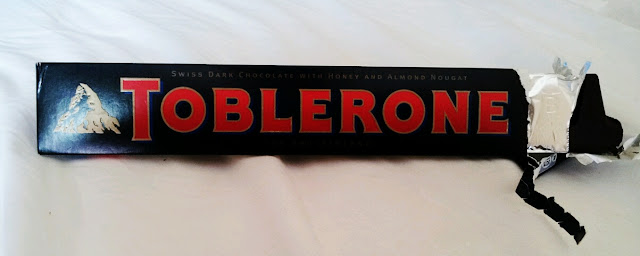 SWISS DARK CHOCOLATE WITH HONEY AND ALMOND NOUGAT
TOBLERONE